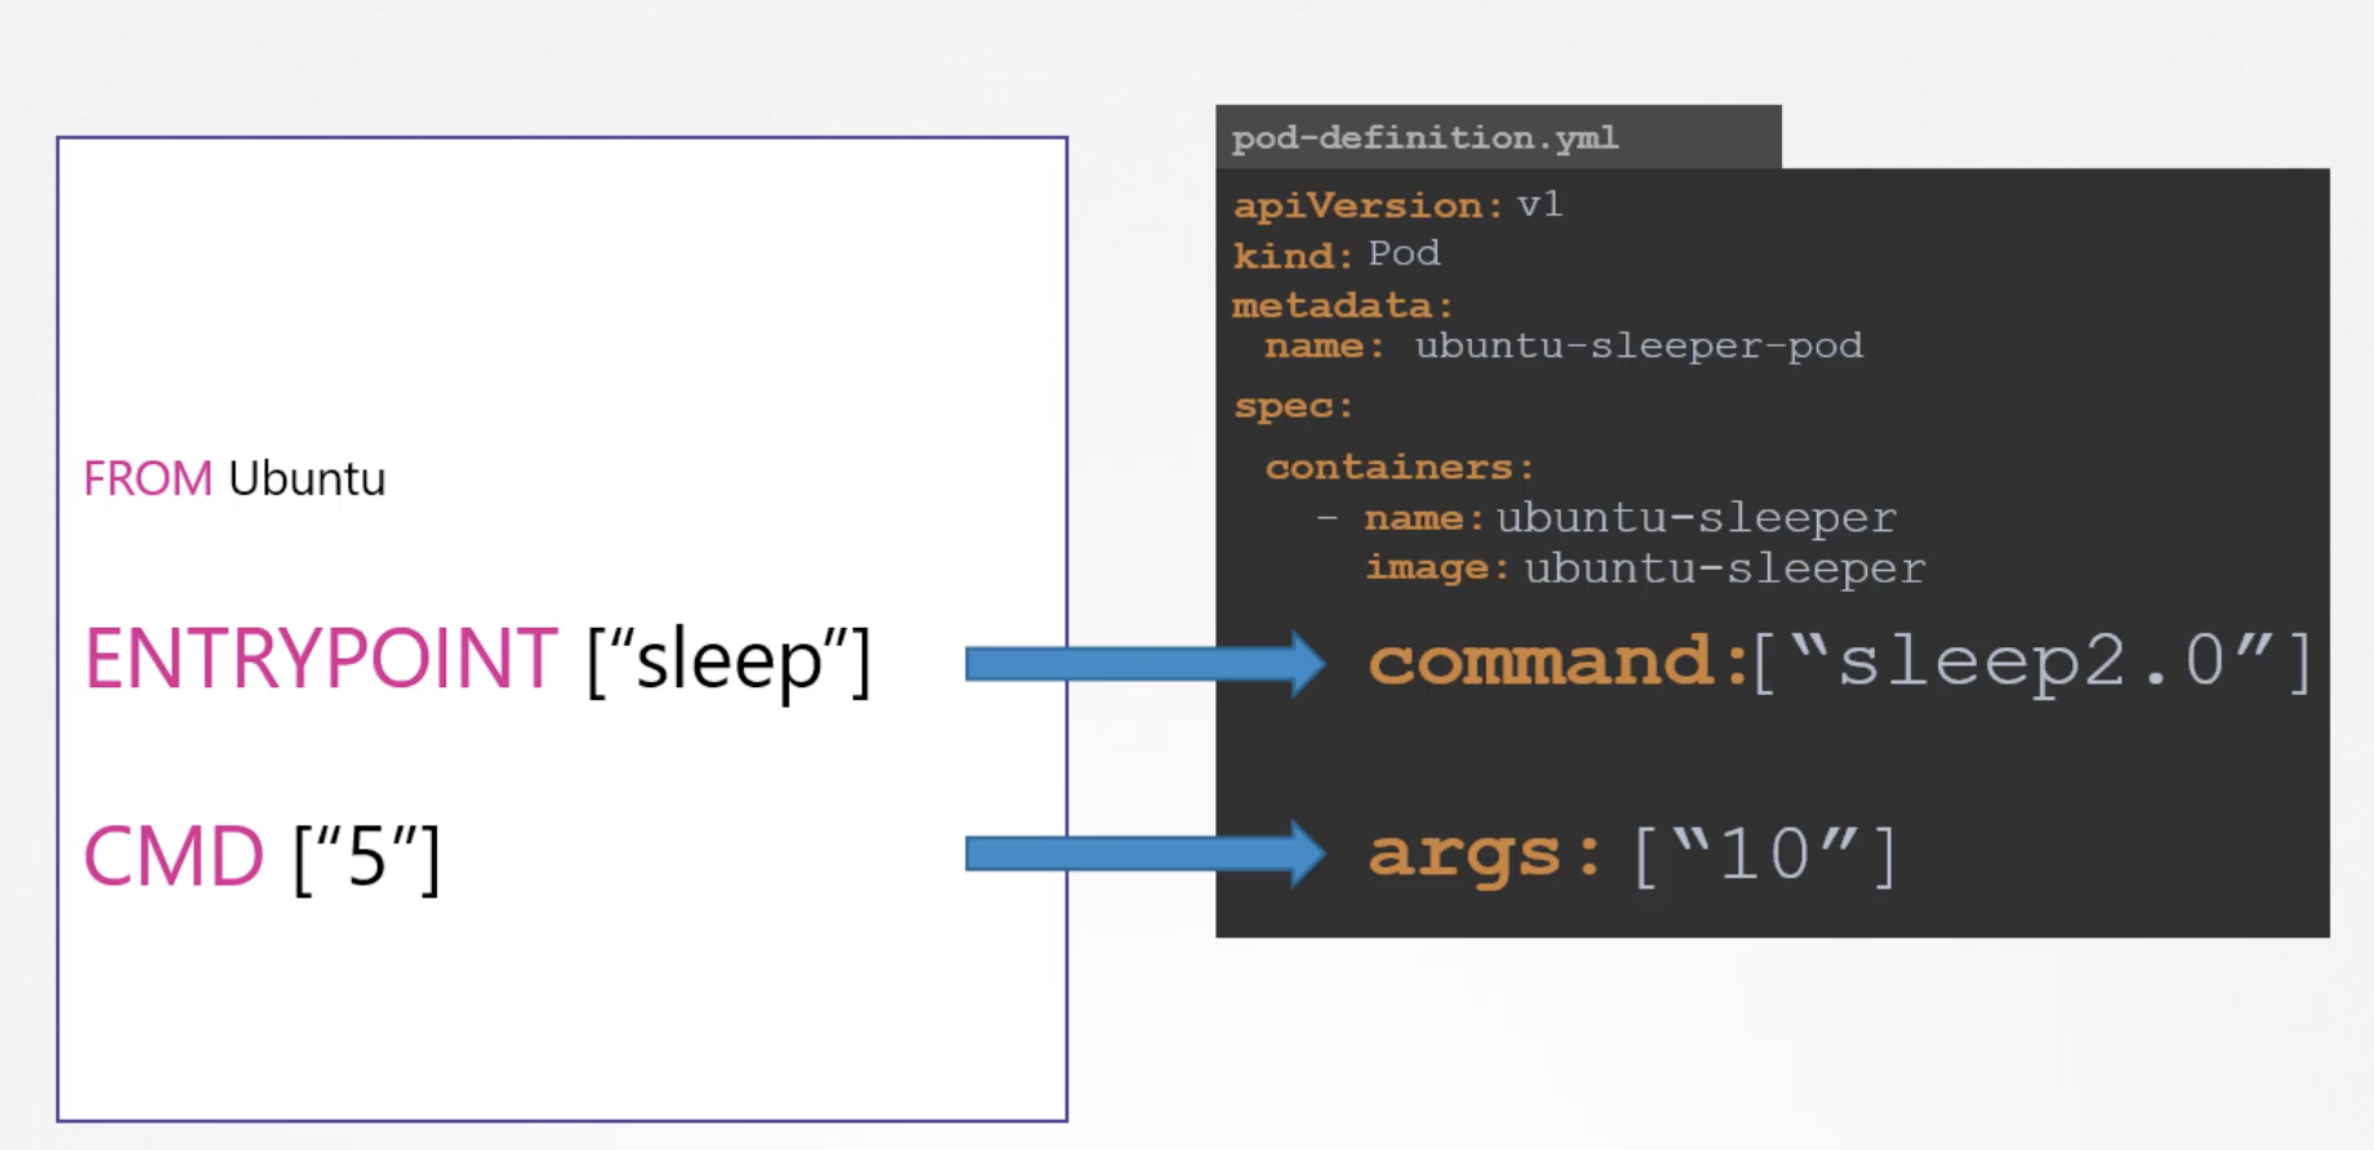 FROM Ubuntu
ENTRYPOINT [“sleep”]
CMD [“5”]
pod-definition.yml
apiVersion: v1
kind: Pod
metadata:
name: ubuntu-sleeper-pod
spec:
containers:
- name: ubuntu-sleeper
image: ubuntu-sleeper
command:[“sleep2.0”]
args: [“10”]